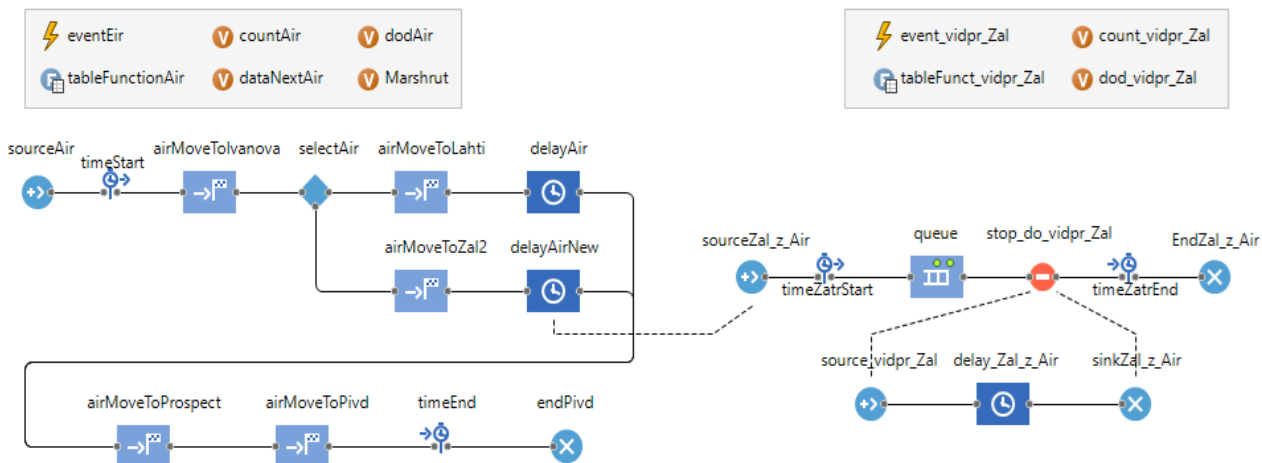 eventEir
countAir
dodAir
tableFunctionAir
dataNextAir
Marshrut
event_vidpr_Zal
count_vidpr_Zal
tableFunct_vidpr_Zal
dod_vidpr_Zal
sourceAir
timeStart
airMoveToIvanova
selectAir
airMoveToLahti
delayAir
airMoveToZal2
delayAirNew
sourceZal_z_Air
timeZatrStart
queue
stop_do_vidpr_Zal
timeZatrEnd
EndZal_z_Air
source_vidpr_Zal
delay_Zal_z_Air
sinkZal_z_Air
airMoveToProspect
airMoveToPivd
timeEnd
endPivd